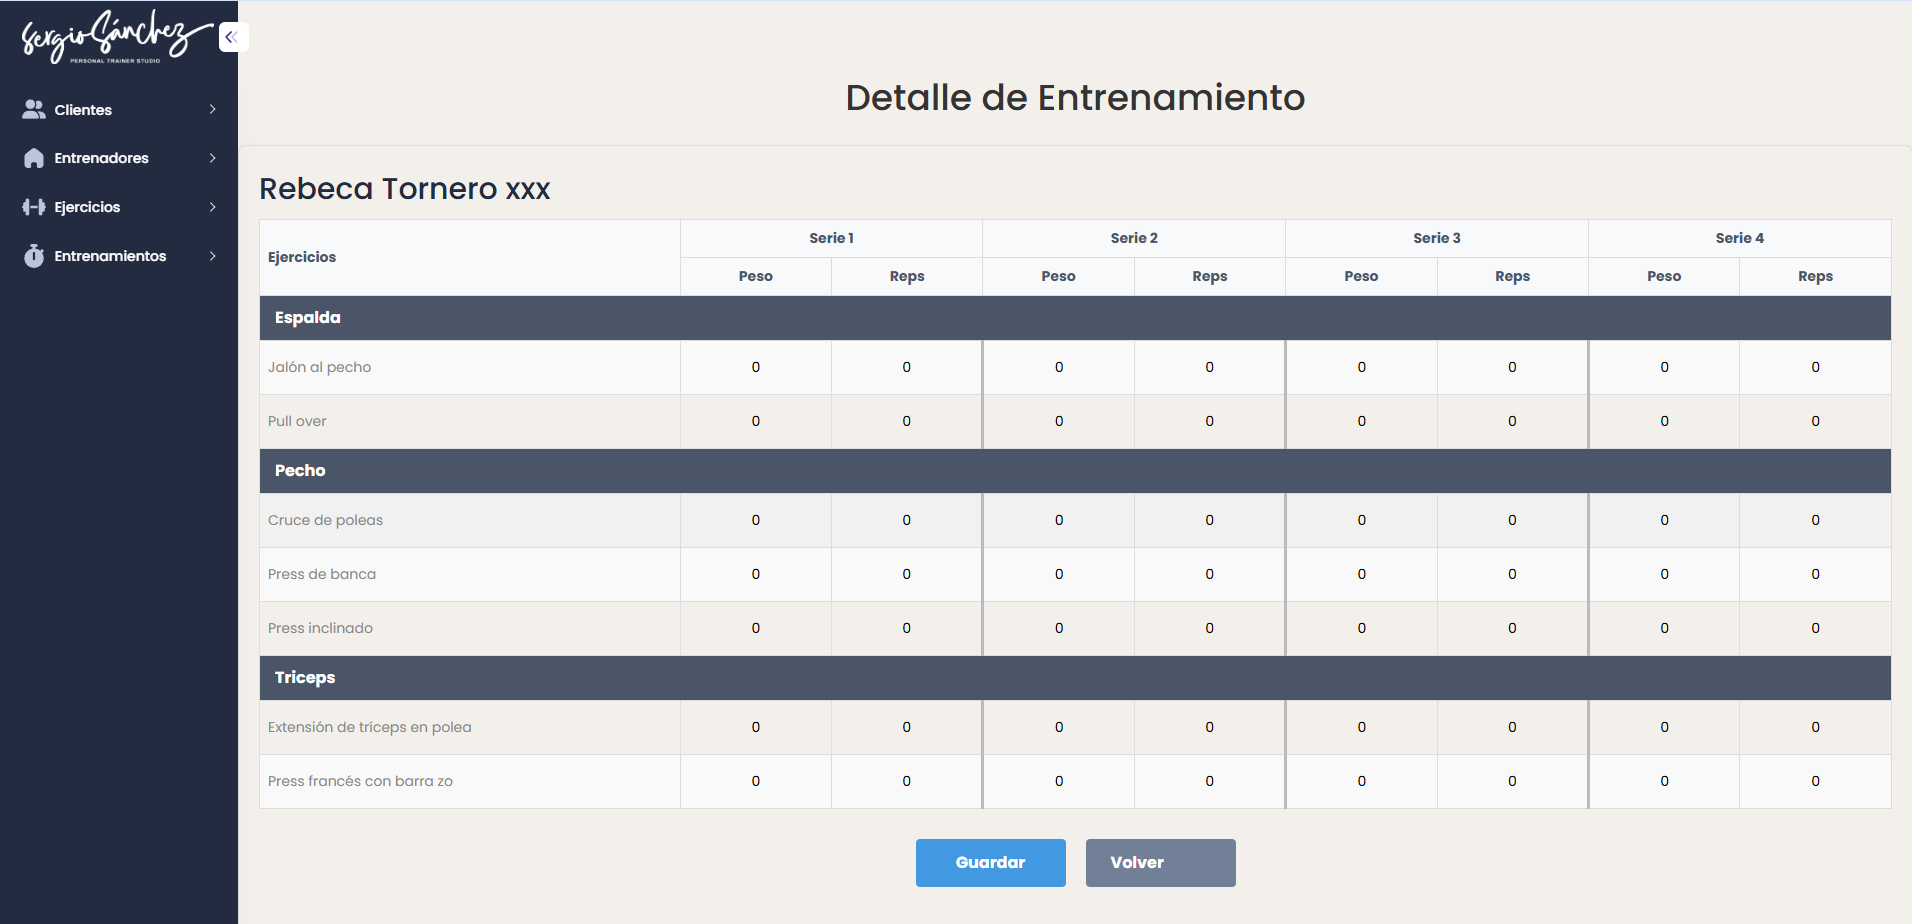 Sergio Sánchez
PERSONAL TRAINER STUDIO
Clientes
Entrenadores
Ejercicios
Entrenamientos
Detalle de Entrenamiento
Rebeca Tornero xxx
Ejercicios Serie 1 Serie 2 Serie 3 Serie 4
Peso Reps Peso Reps Peso Reps Peso Reps
Espalda
Jalón al pecho 0 0 0 0 0 0 0 0
Pull over 0 0 0 0 0 0 0 0
Pecho
Cruce de poleas 0 0 0 0 0 0 0 0
Press de banca 0 0 0 0 0 0 0 0
Press inclinado 0 0 0 0 0 0 0 0
Triceps
Extensión de tríceps en polea 0 0 0 0 0 0 0 0
Press francés con barra zo 0 0 0 0 0 0 0 0
Guardar Volver